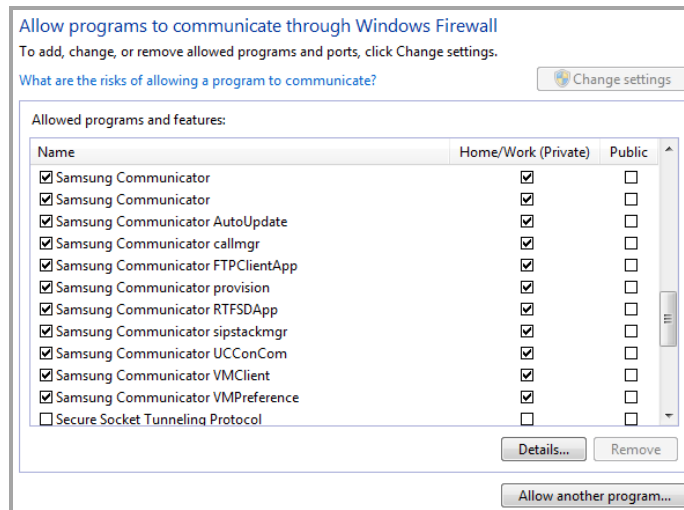 Allow programs to communicate through Windows Firewall
To add, change, or remove allowed programs and ports, click Change settings.
What are the risks of allowing a program to communicate?
Change settings
Allowed programs and features:
Name Home/Work (Private) Public
Samsung Communicator
Samsung Communicator
Samsung Communicator AutoUpdate
Samsung Communicator callmgr
Samsung Communicator FTPClientApp
Samsung Communicator provision
Samsung Communicator RTFSDApp
Samsung Communicator sipstackmgr
Samsung Communicator UCConCom
Samsung Communicator VMClient
Samsung Communicator VMPreference
Secure Socket Tunneling Protocol
Details... Remove
Allow another program...